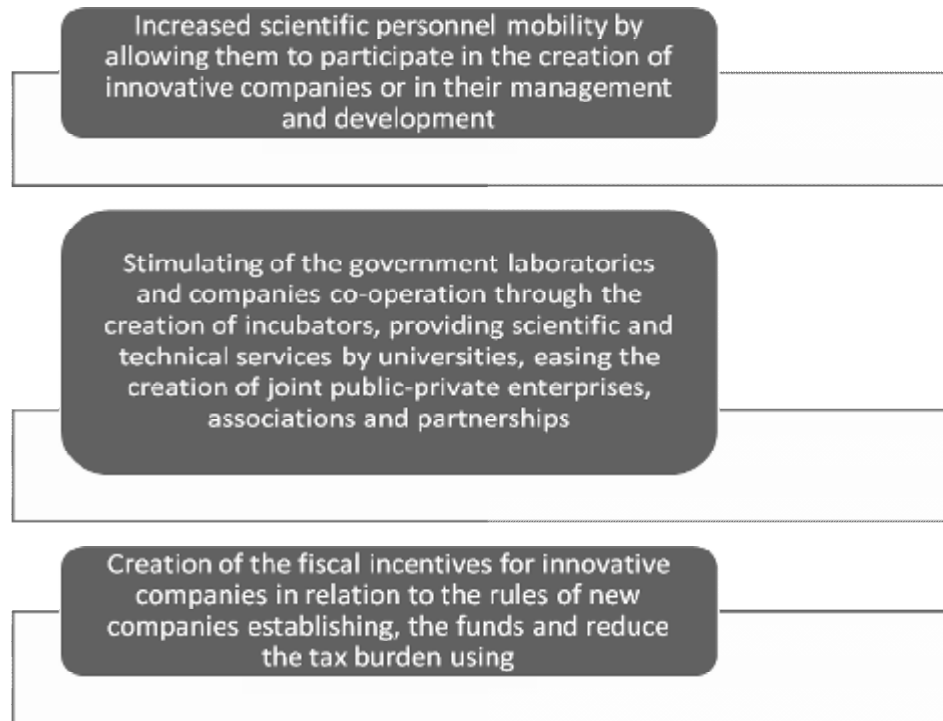 Increased scientific personnel mobility by
allowing them to participate in the creation of
innovative companies or in their management
and development
Stimulating of the government laboratories
and companies co-operation through the
creation of incubators, providing scientific and
technical services by universities, easing the
creation of joint public-private enterprises,
associations and partnerships
Creation of the fiscal incentives for innovative
companies in relation to the rules of new
companies establishing, the funds and reduce
the tax burden using